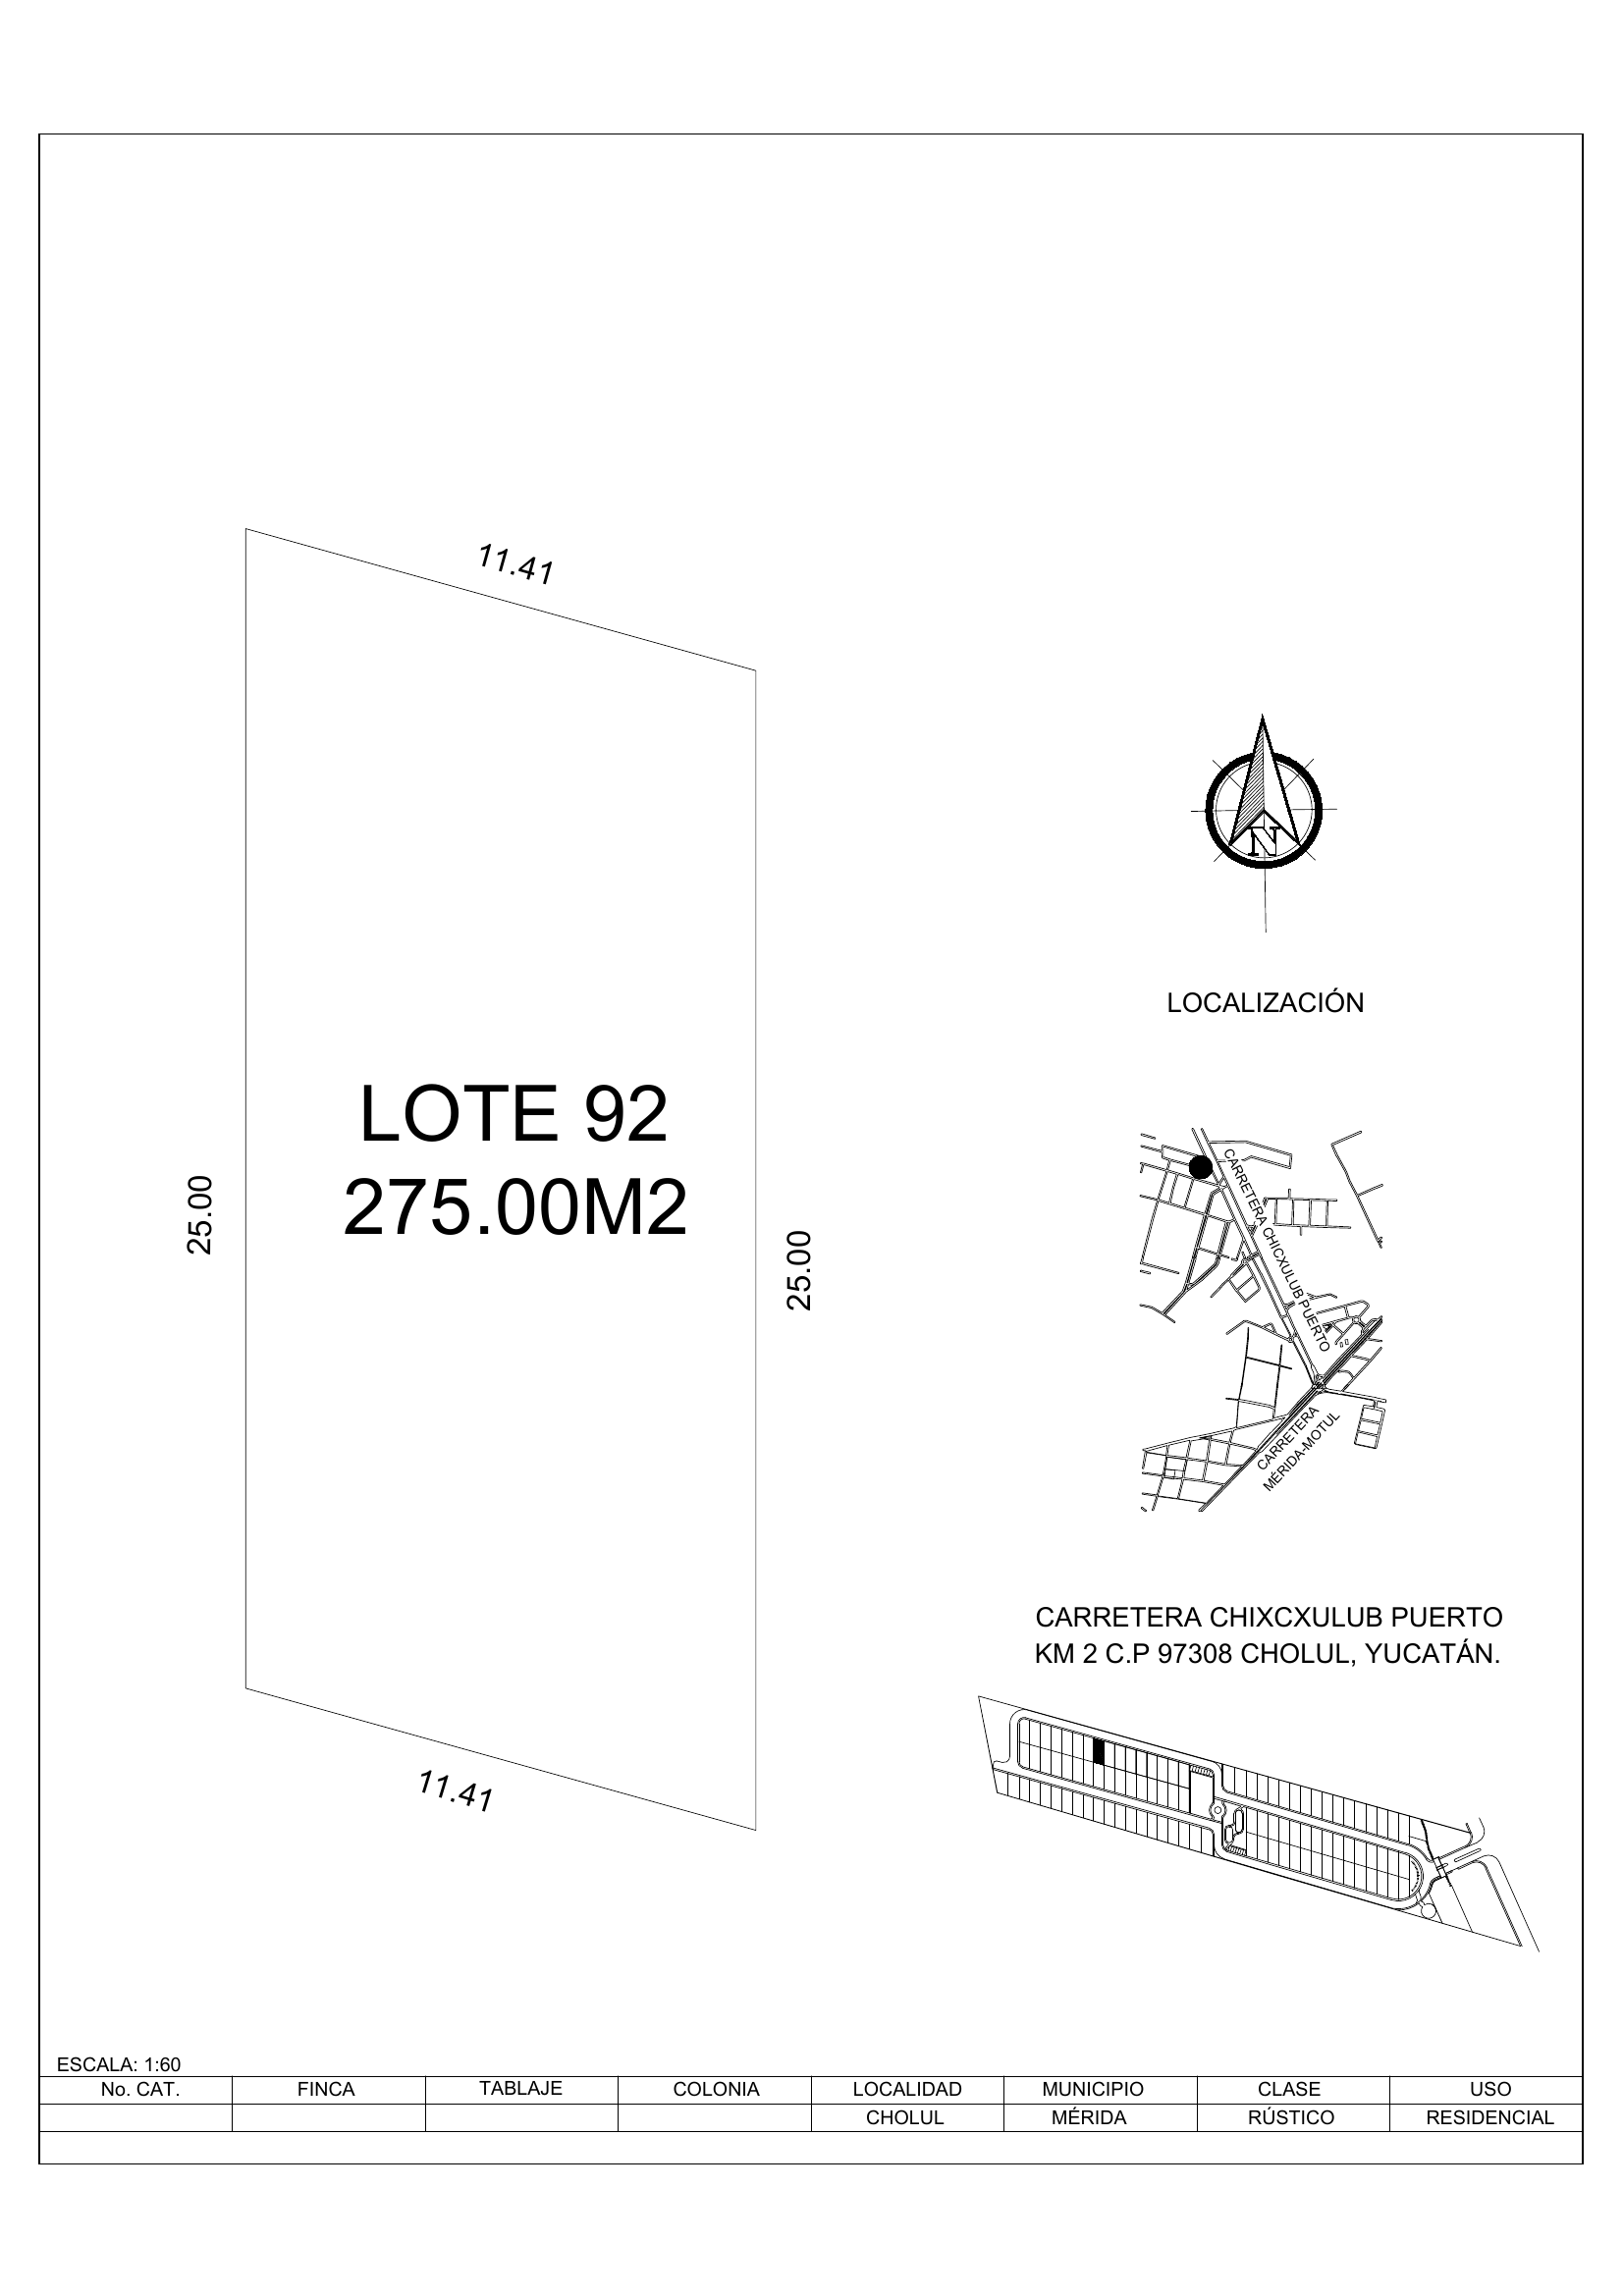 11.41
25.00
LOTE 92
275.00M2
25.00
11.41
N
LOCALIZACIÓN
CARRETERA CHICXULUB PUERTO
CARRETERA
MÉRIDA-MOTUL
CARRETERA CHIXCXULUB PUERTO
KM 2 C.P 97308 CHOLUL, YUCATÁN.
ESCALA: 1:60
No. CAT. FINCA TABLAJE COLONIA LOCALIDAD MUNICIPIO CLASE USO
CHOLUL MÉRIDA RÚSTICO RESIDENCIAL